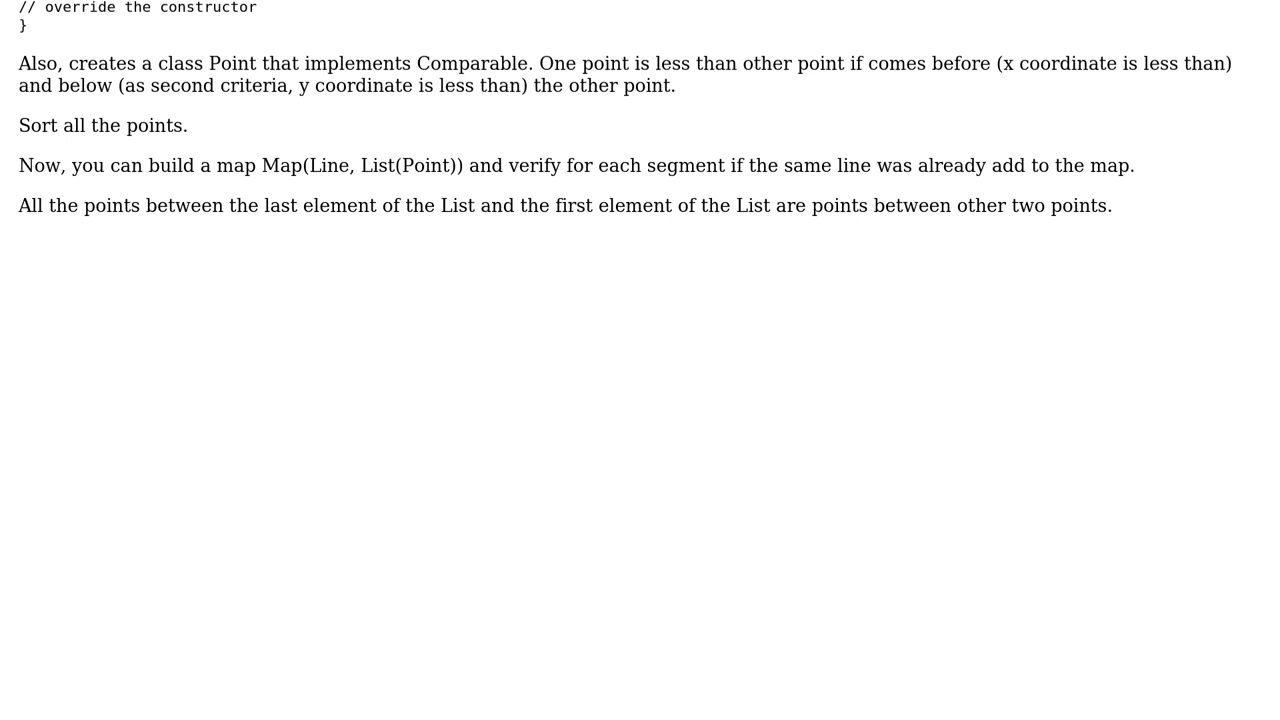 // override the constructor
}
Also, creates a class Point that implements Comparable. One point is less than other point if comes before (x coordinate is less than)
and below (as second criteria, y coordinate is less than) the other point.
Sort all the points.
Now, you can build a map Map(Line, List(Point)) and verify for each segment if the same line was already add to the map.
All the points between the last element of the List and the first element of the List are points between other two points.